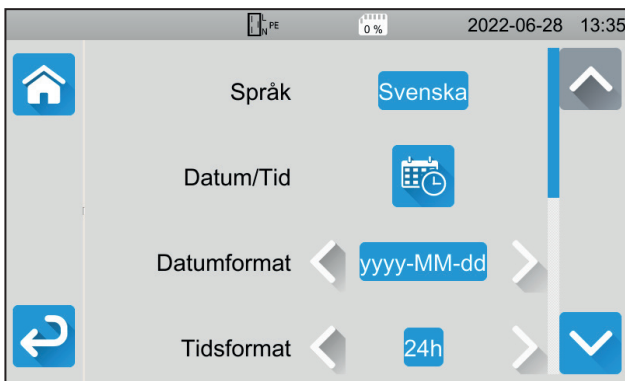 L
N PE 0 % 2022-06-28 13:35
Språk Svenska
Datum/Tid
Datumformat yyyy-MM-dd
Tidsformat 24h